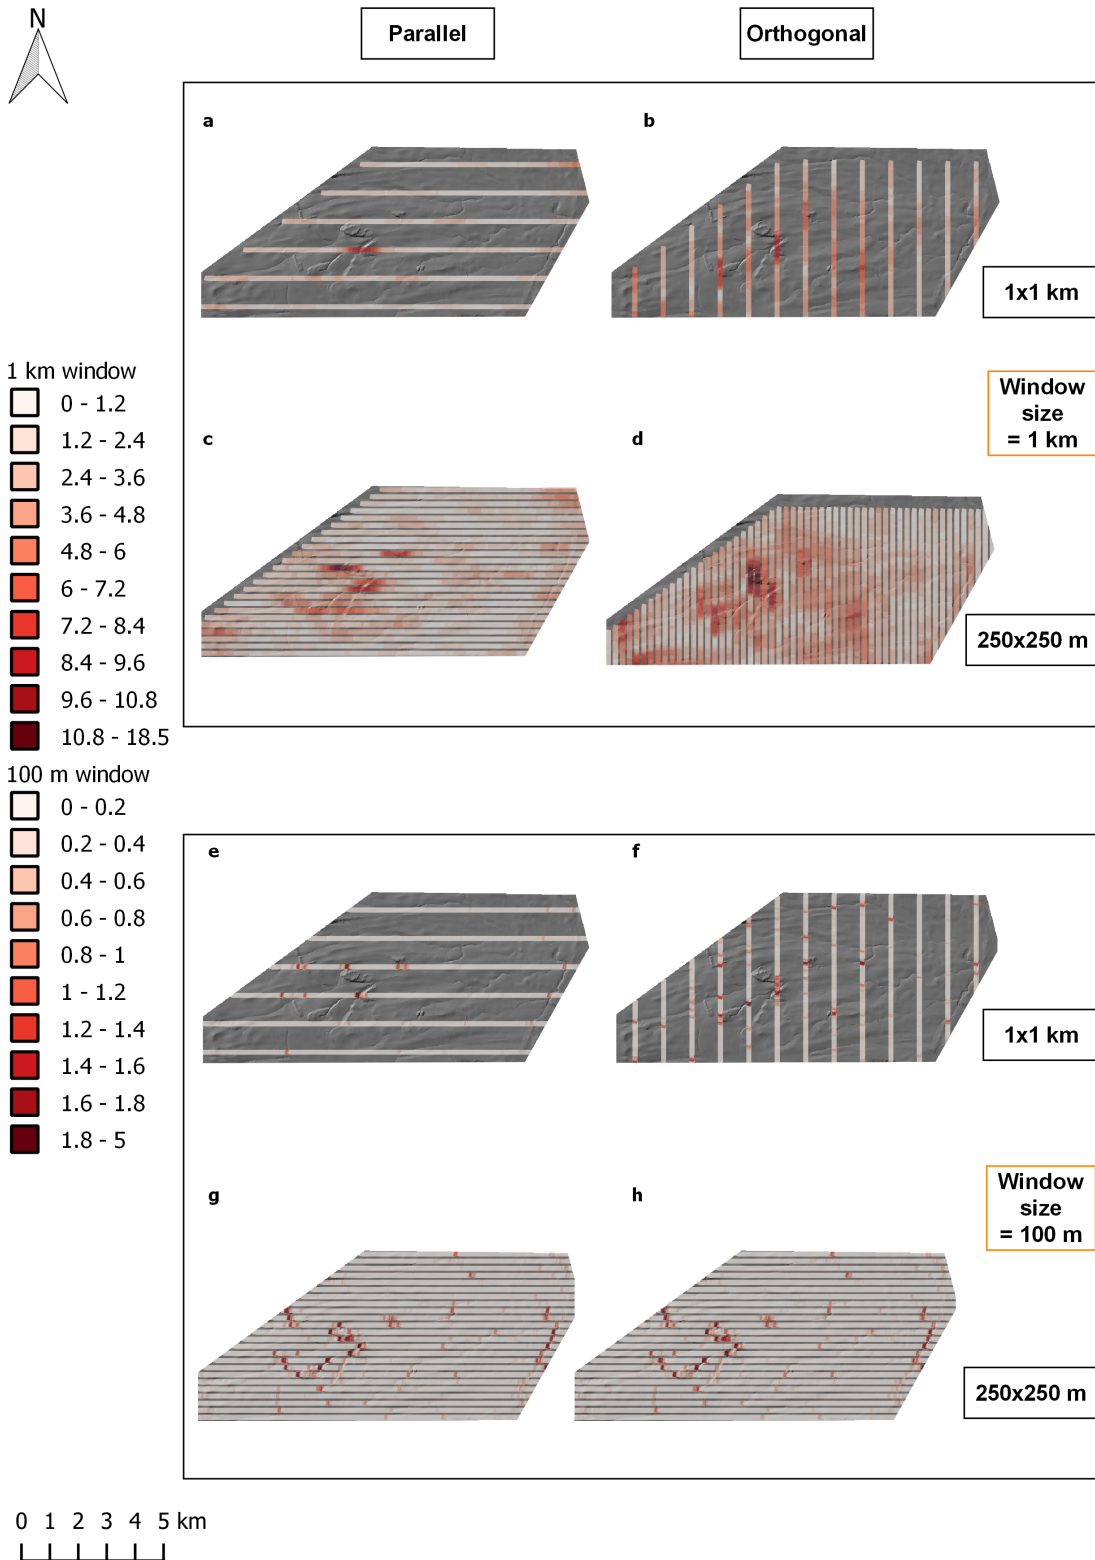 N
Parallel
Orthogonal
a
b
1x1 km
1 km window
0 - 1.2
1.2 - 2.4
2.4 - 3.6
3.6 - 4.8
4.8 - 6
6 - 7.2
7.2 - 8.4
8.4 - 9.6
9.6 - 10.8
10.8 - 18.5
Window
size
= 1 km
c
d
250x250 m
100 m window
0 - 0.2
0.2 - 0.4
0.4 - 0.6
0.6 - 0.8
0.8 - 1
1 - 1.2
1.2 - 1.4
1.4 - 1.6
1.6 - 1.8
1.8 - 5
e
f
1x1 km
Window
size
= 100 m
g
h
250x250 m
0 1 2 3 4 5 km